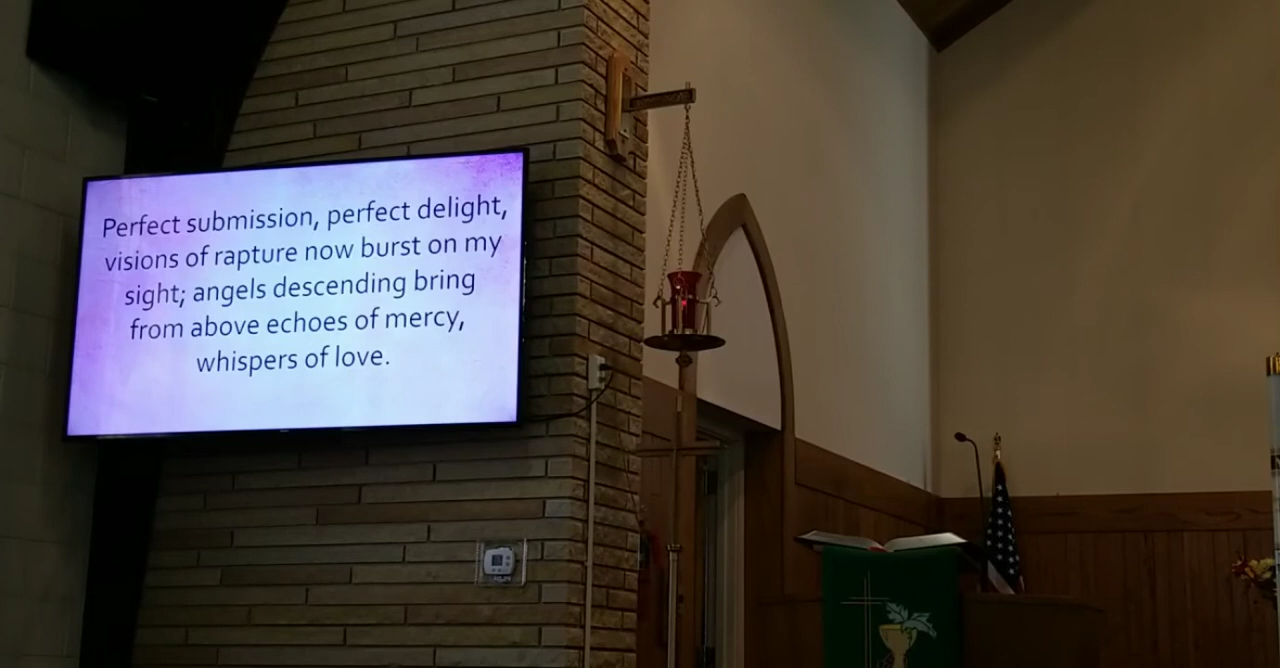 Perfect submission, perfect delight,
visions of rapture now burst on my
sight; angels descending bring
from above echoes of mercy,
whispers of love.